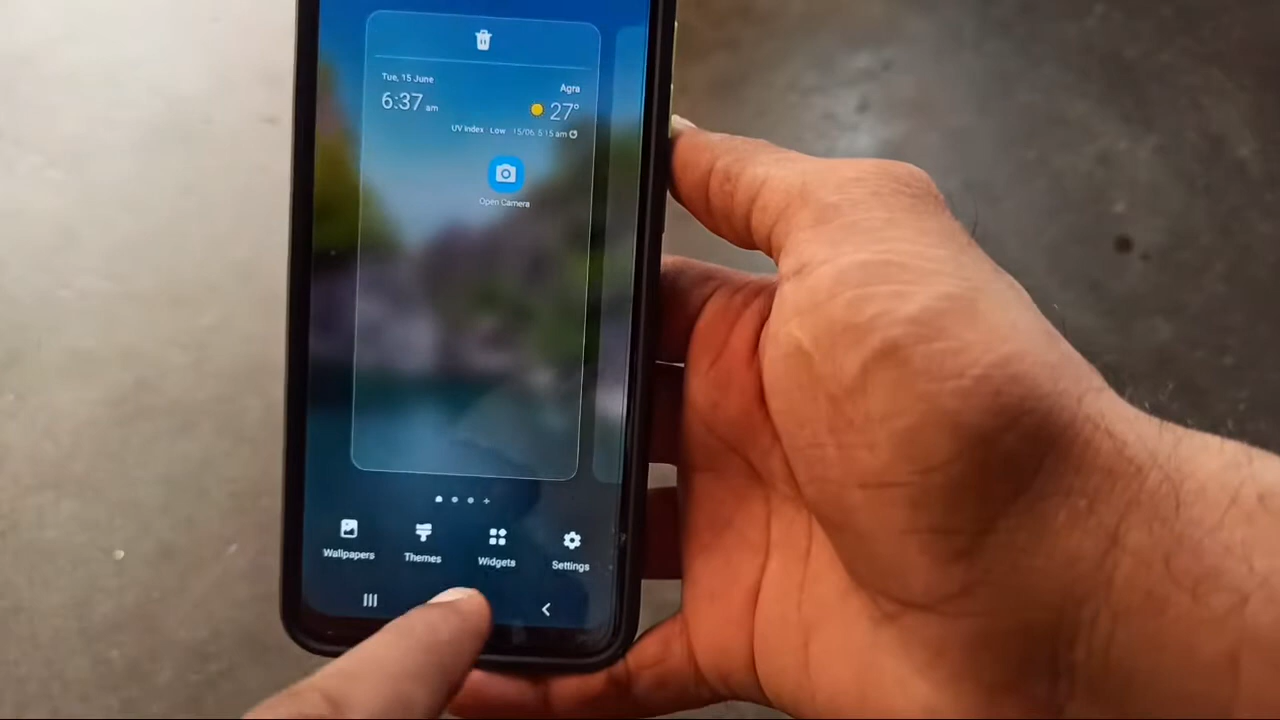 Tue, 15 June
Agra
6:37 am
27°
UV index Low 15/06 5:15 am
Open Camera
Wallpapers
Themes
Widgets
Settings